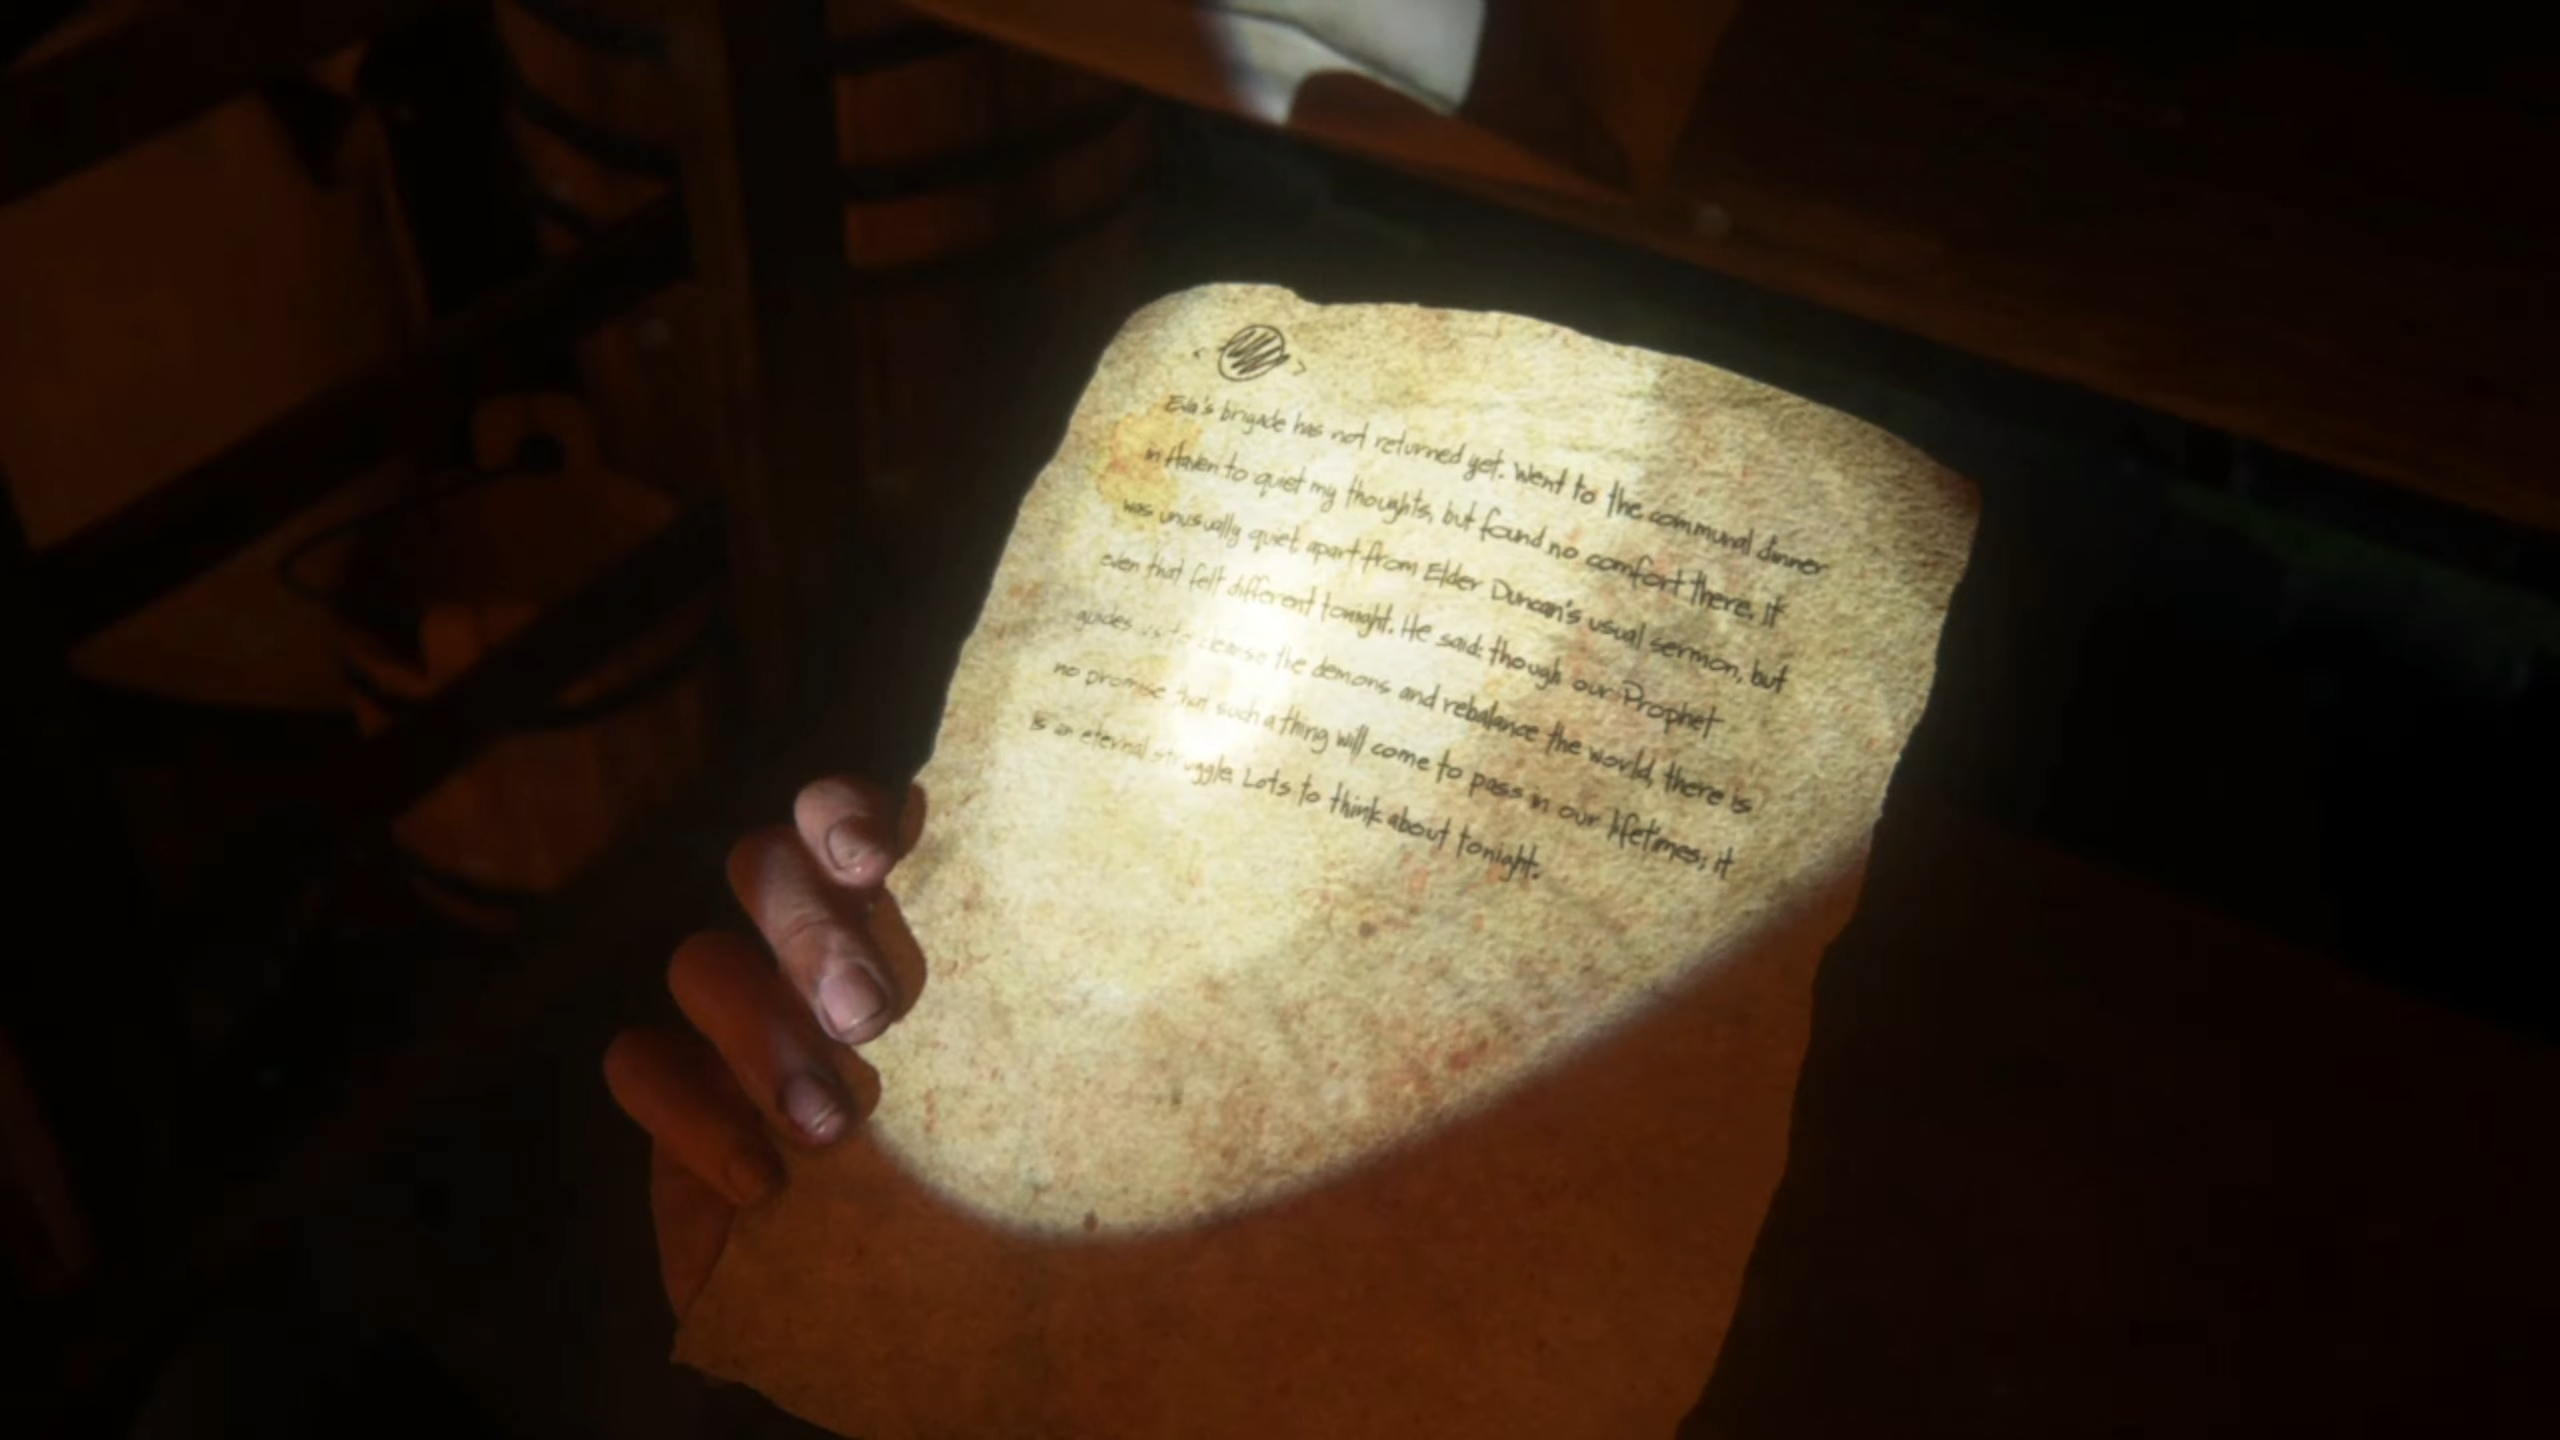 Eda's brigade has not returned yet. Went to the communal dinner
in Haven to quiet my thoughts, but found no comfort there. It
was unusually quiet apart from Elder Duncan's usual sermon, but
even that felt different tonight. He said: though our Prophet
guides us to cleanse the demons and rebalance the world, there is
no promise that such a thing will come to pass in our lifetimes; it
is an eternal struggle. Lots to think about tonight.